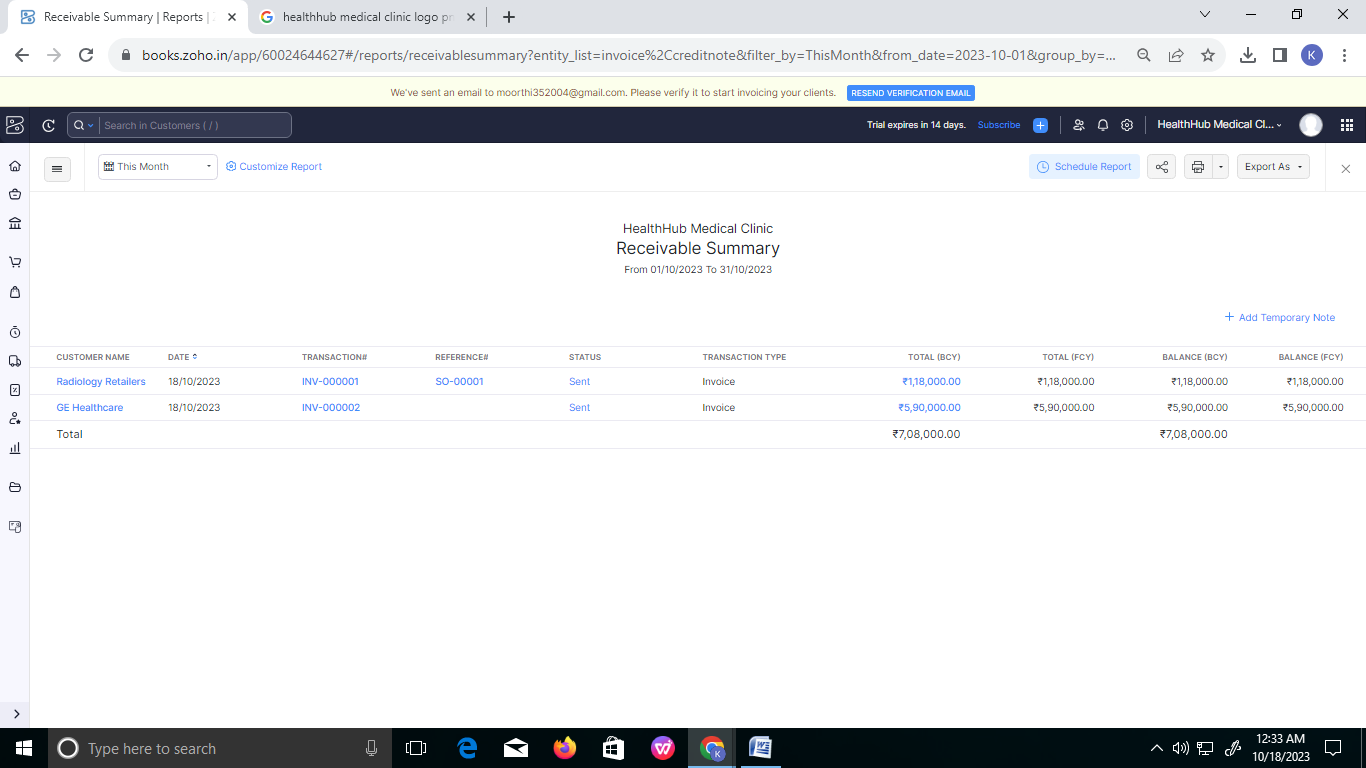 Receivable Summary | Reports |
healthhub medical clinic logo pr
books.zoho.in/app/60024644627#/reports/receivablesummary?entity_list=invoice%2Ccreditnote&filter_by=ThisMonth&from_date=2023-10-01&group_by=...
K
We've sent an email to moorthi352004@gmail.com. Please verify it to start invoicing your clients. RESEND VERIFICATION EMAIL
Search in Customers ( / )
Trial expires in 14 days. Subscribe
HealthHub Medical Cl...
This Month
Customize Report
Schedule Report
Export As
HealthHub Medical Clinic
Receivable Summary
From 01/10/2023 To 31/10/2023
+ Add Temporary Note
CUSTOMER NAME DATE TRANSACTION# REFERENCE# STATUS TRANSACTION TYPE TOTAL (BCY) TOTAL (FCY) BALANCE (BCY) BALANCE (FCY)
Radiology Retailers 18/10/2023 INV-000001 SO-00001 Sent Invoice ₹1,18,000.00 ₹1,18,000.00 ₹1,18,000.00 ₹1,18,000.00
GE Healthcare 18/10/2023 INV-000002 Sent Invoice ₹5,90,000.00 ₹5,90,000.00 ₹5,90,000.00 ₹5,90,000.00
Total ₹7,08,000.00 ₹7,08,000.00
Type here to search
12:33 AM
10/18/2023